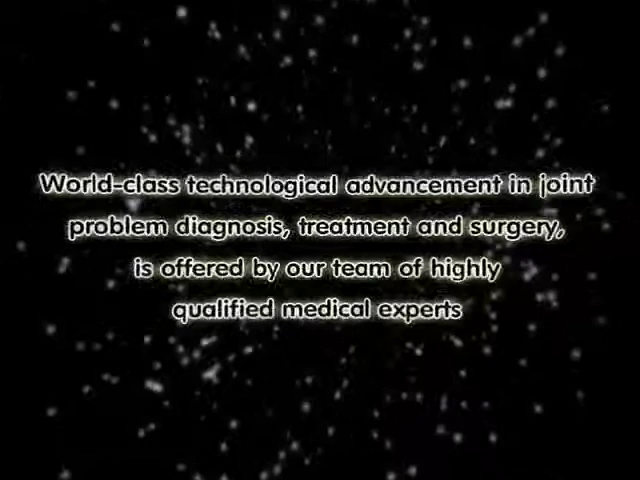 World-class technological advancement in joint
problem diagnosis, treatment and surgery,
is offered by our team of highly
qualified medical experts